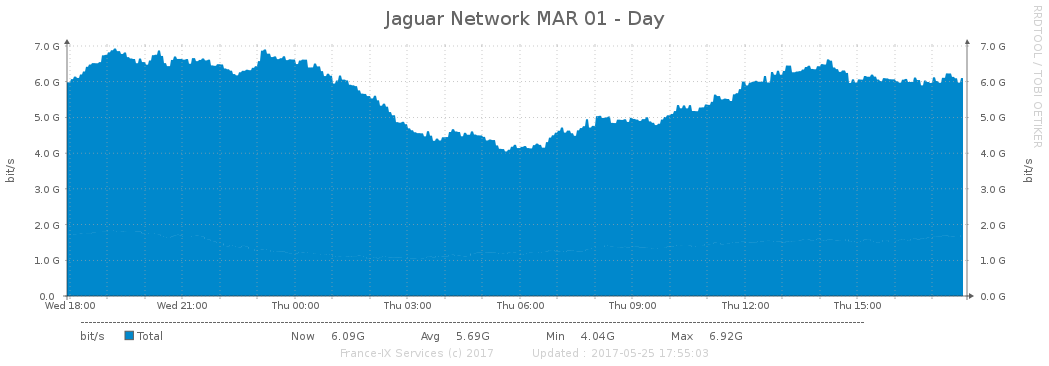 Jaguar Network MAR 01 - Day
RRDTOOL / TOBI OETIKER
bit/s
7.0 G
6.0 G
5.0 G
4.0 G
3.0 G
2.0 G
1.0 G
0.0
7.0 G
6.0 G
5.0 G
4.0 G
3.0 G
2.0 G
1.0 G
0.0 G
bit/s
Wed 18:00 Wed 21:00 Thu 00:00 Thu 03:00 Thu 06:00 Thu 09:00 Thu 12:00 Thu 15:00
bit/s Total Now 6.09G Avg 5.69G Min 4.04G Max 6.92G
France-IX Services (c) 2017 Updated : 2017-05-25 17:55:03